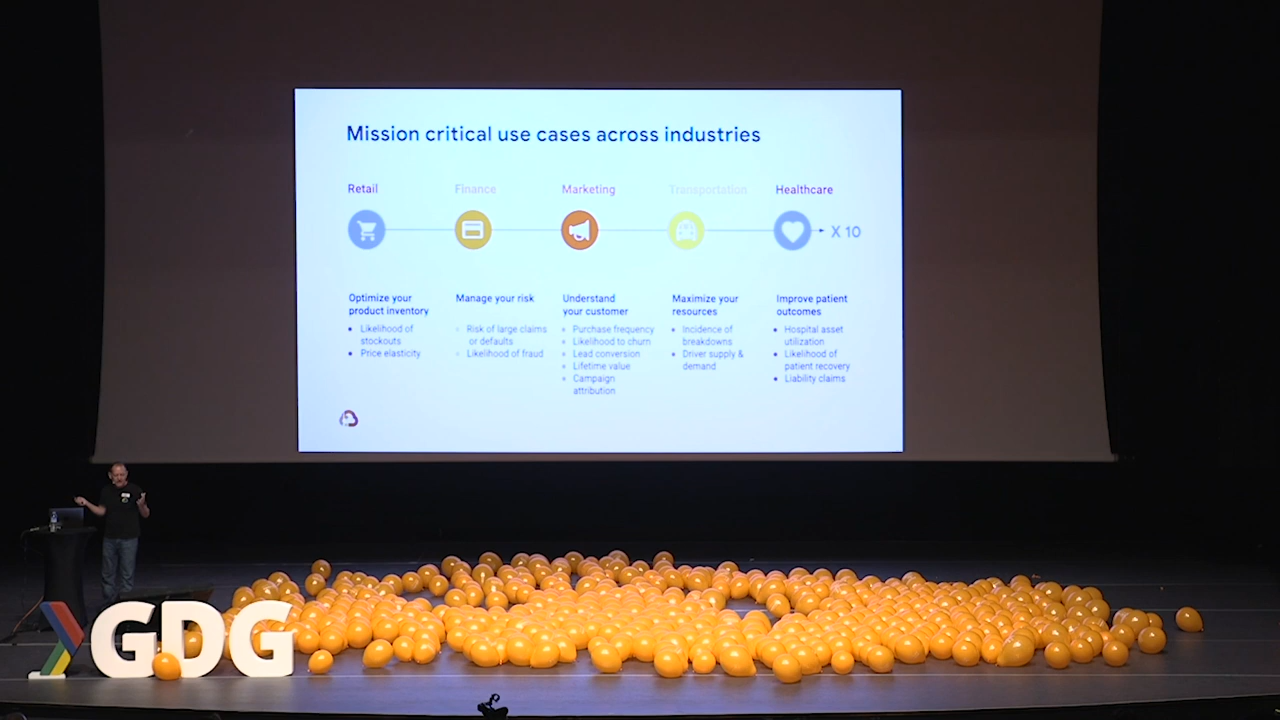 Mission critical use cases across industries
Retail
Finance
Marketing
Transportation
Healthcare
X 10
Optimize your
product inventory
Likelihood of
stockouts
Price elasticity
Manage your risk
Risk of large claims
or defaults
Likelihood of fraud
Understand
your customer
Purchase frequency
Likelihood to churn
Lead conversion
Lifetime value
Campaign
attribution
Maximize your
resources
Incidence of
breakdowns
Driver supply &
demand
Improve patient
outcomes
Hospital asset
utilization
Likelihood of
patient recovery
Liability claims
GDG